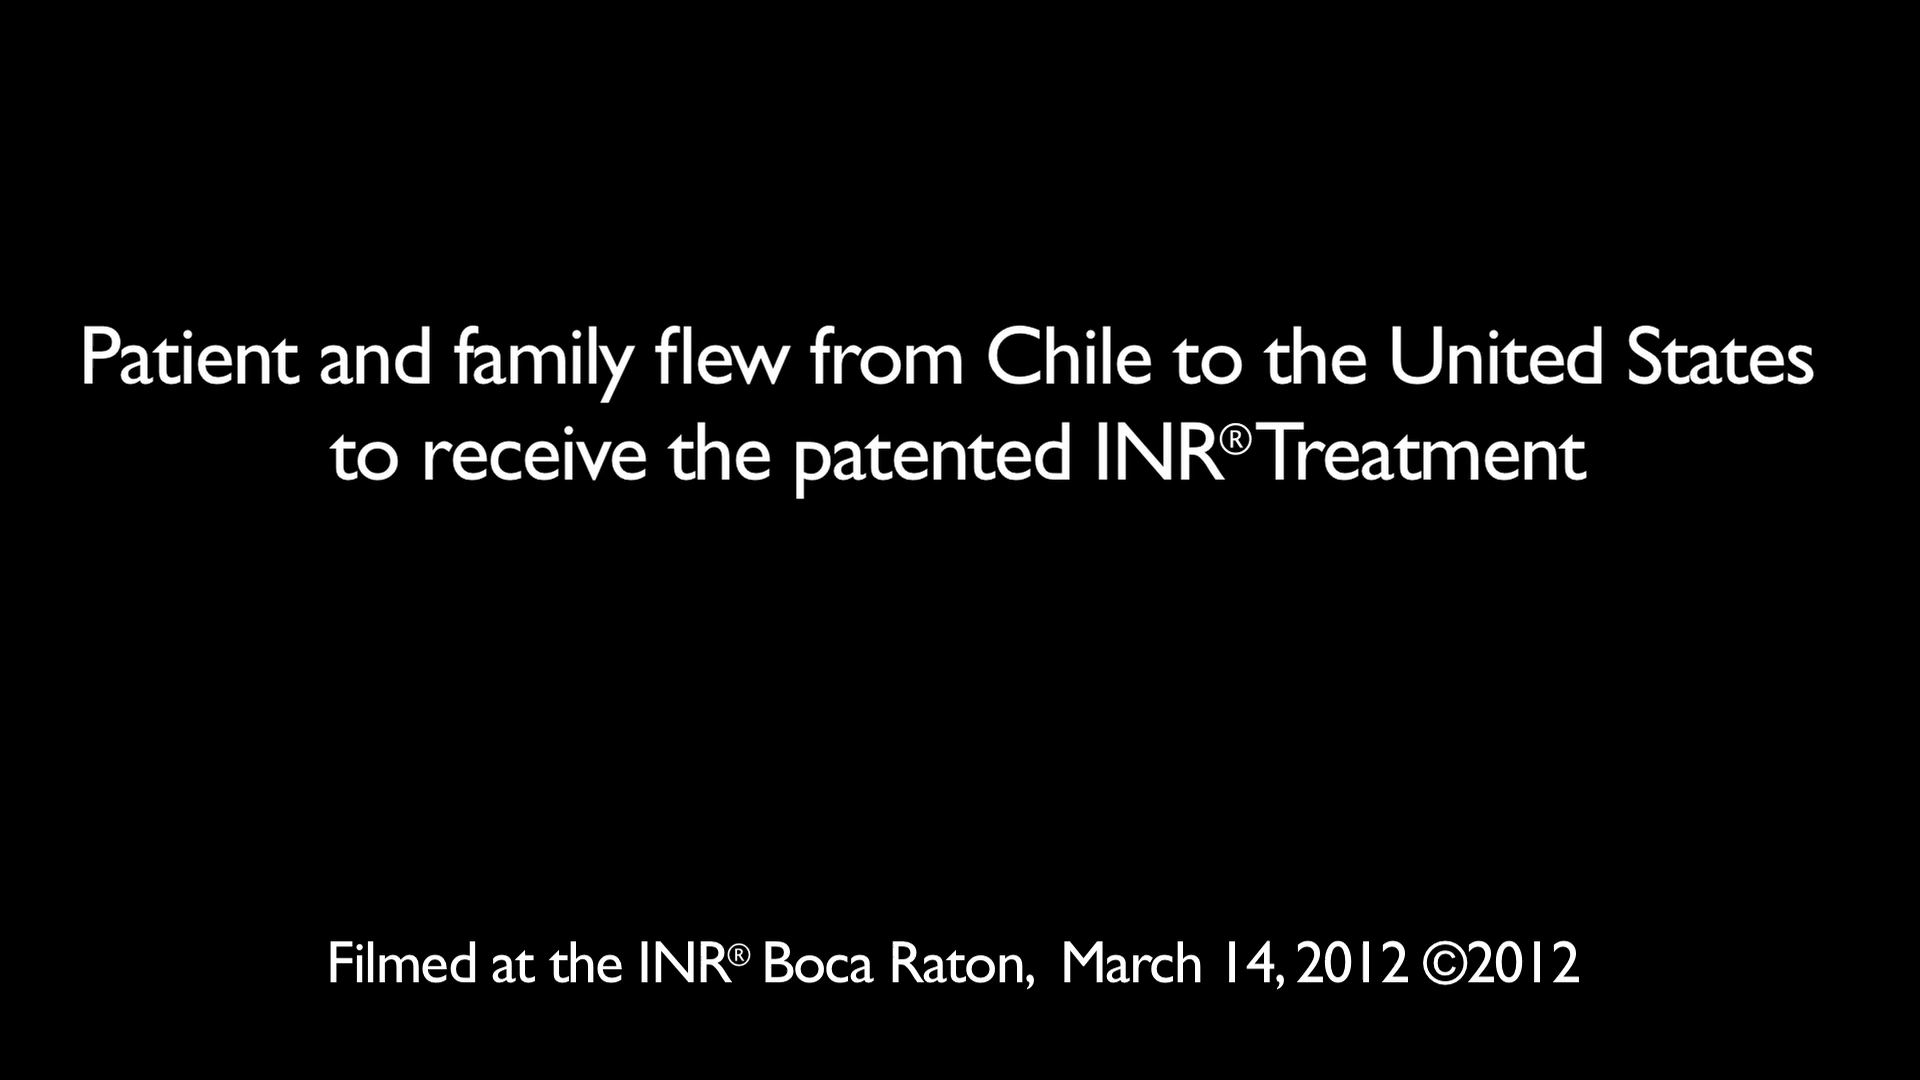 Patient and family flew from Chile to the United States
to receive the patented INR® Treatment
Filmed at the INR® Boca Raton, March 14, 2012 ©2012